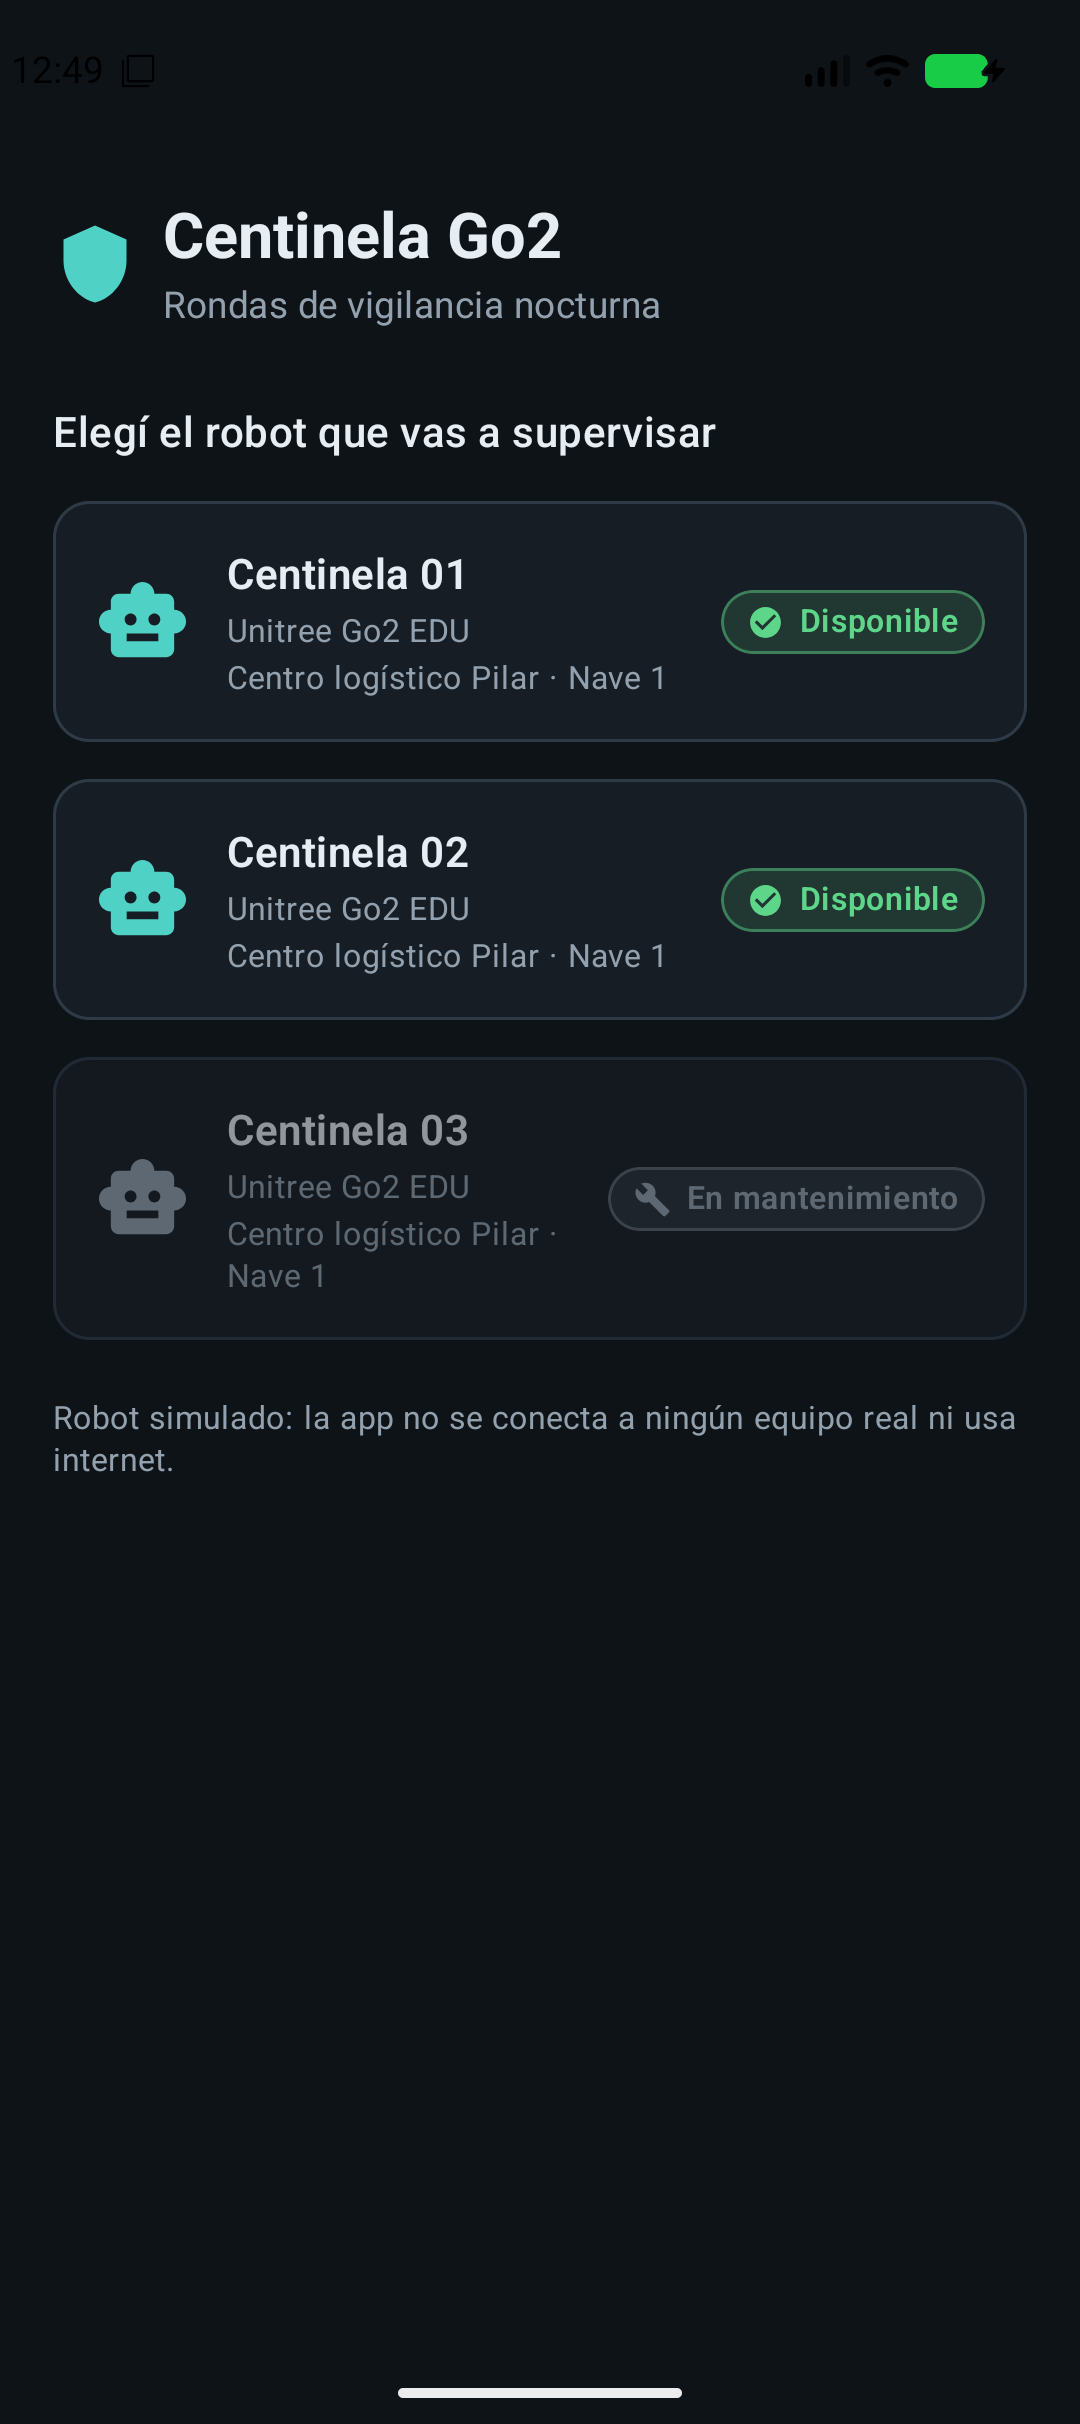 12:49
Centinela Go2
Rondas de vigilancia nocturna
Elegí el robot que vas a supervisar
Centinela 01
Unitree Go2 EDU
Centro logístico Pilar · Nave 1
Disponible
Centinela 02
Unitree Go2 EDU
Centro logístico Pilar · Nave 1
Disponible
Centinela 03
Unitree Go2 EDU
Centro logístico Pilar ·
Nave 1
En mantenimiento
Robot simulado: la app no se conecta a ningún equipo real ni usa
internet.